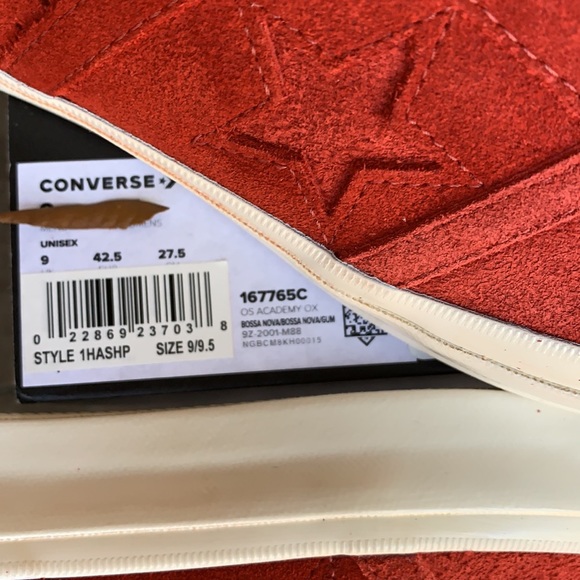 CONVERSE
UNISEX
9 42.5 27.5
0 22869 23703 8
STYLE 1HASHP SIZE 9/9.5
167765C
OS ACADEMY OX
BOSSA NOVA/BOSSA NOVA/GUM
9Z-2001-M88
NGBCM8KH00315